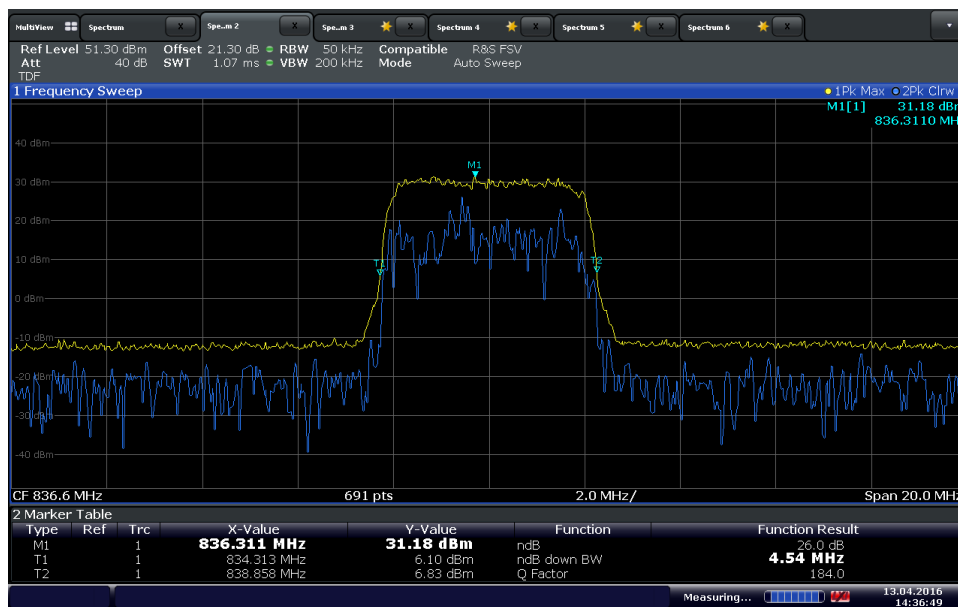 MultiView Spectrum X Spe..m 2 X Spe...m 3 X Spectrum 4 X Spectrum 5 X Spectrum 6 X
Ref Level 51.30 dBm Offset 21.30 dB RBW 50 kHz Compatible R&S FSV
Att 40 dB SWT 1.07 ms VBW 200 kHz Mode Auto Sweep
TDF
1 Frequency Sweep 1Pk Max 2Pk Clrw
M1[1] 31.18 dBr
836.3110 MH
40 dBm
M1
30 dBm
20 dBm
10 dBm
T1 T2
0 dBm
-10 dBm
-20 dBm
-30 dBm
-40 dBm
CF 836.6 MHz 691 pts 2.0 MHz/ Span 20.0 MHz
2 Marker Table
Type Ref Trc X-Value Y-Value Function Function Result
M1 1 836.311 MHz 31.18 dBm ndB 26.0 dB
T1 1 834.313 MHz 6.10 dBm ndB down BW 4.54 MHz
T2 1 838.858 MHz 6.83 dBm Q Factor 184.0
Measuring... 13.04.2016
14:36:49